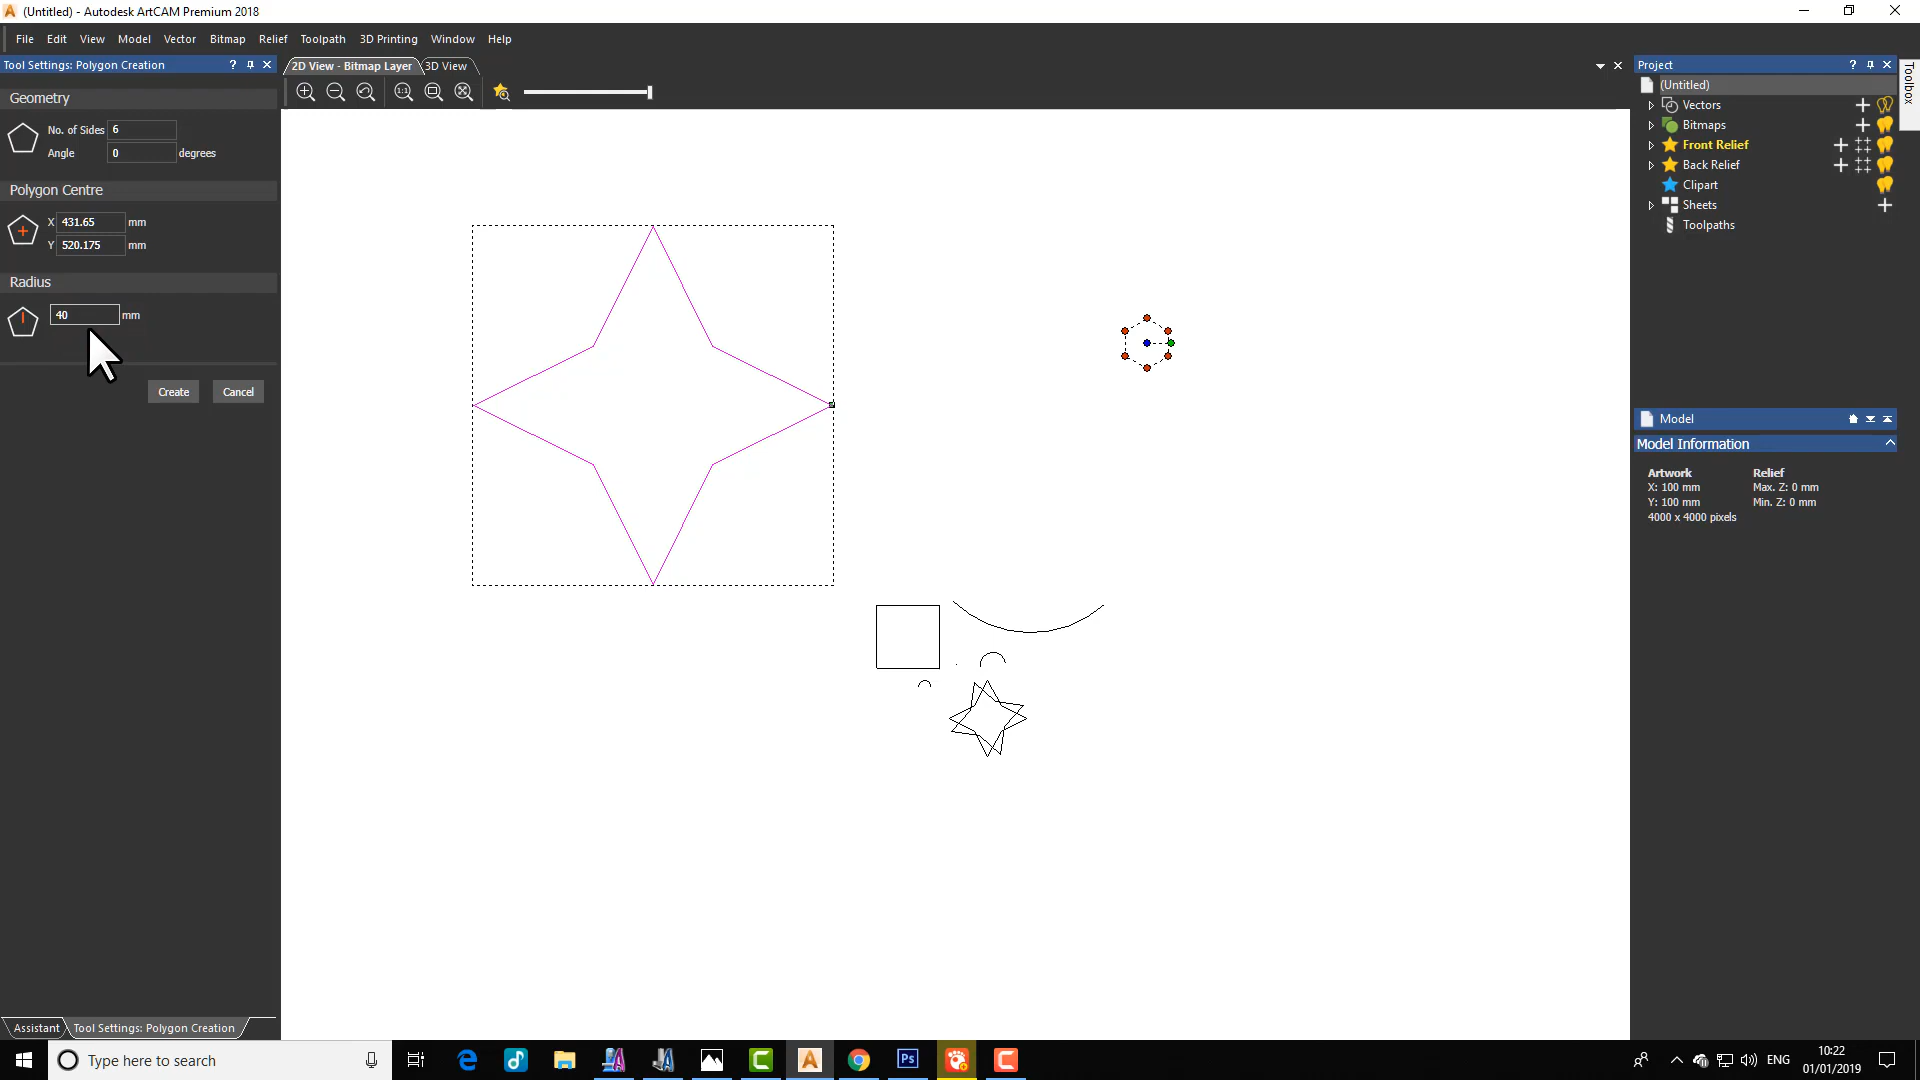 (Untitled) - Autodesk ArtCAM Premium 2018
File Edit View Model Vector Bitmap Relief Toolpath 3D Printing Window Help
Tool Settings: Polygon Creation ?
Geometry
No. of Sides 6
Angle 0 degrees
Polygon Centre
X 431.65 mm
Y 520.175 mm
Radius
40 mm
Create Cancel
2D View - Bitmap Layer 3D View
1:1
Project ?
(Untitled)
Vectors
Bitmaps
Front Relief
Back Relief
Clipart
Sheets
Toolpaths
Toolbox
Model
Model Information
Artwork Relief
X: 100 mm Max. Z: 0 mm
Y: 100 mm Min. Z: 0 mm
4000 x 4000 pixels
Assistant Tool Settings: Polygon Creation
Type here to search
Ps
ENG
10:22
01/01/2019